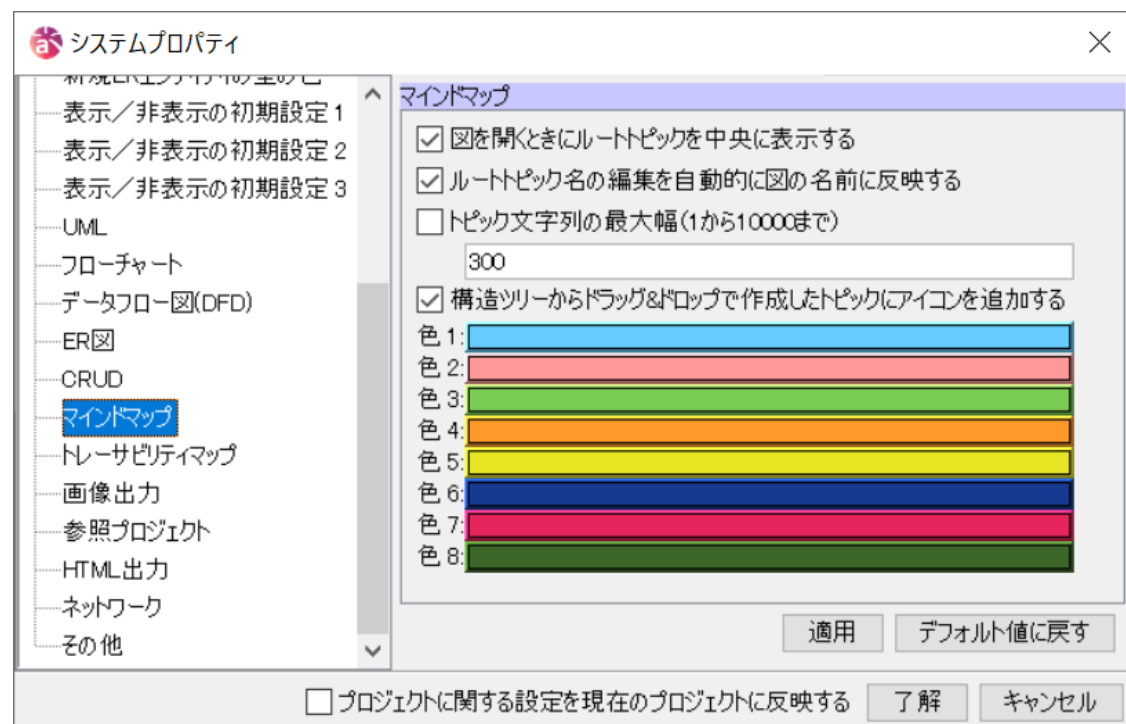 システムプロパティ
表示／非表示の初期設定1
表示／非表示の初期設定2
表示／非表示の初期設定3
UML
フローチャート
データフロー図(DFD)
ER図
CRUD
マインドマップ
トレーサビリティマップ
画像出力
参照プロジェクト
HTML出力
ネットワーク
その他
マインドマップ
図を開くときにルートトピックを中央に表示する
ルートトピック名の編集を自動的に図の名前に反映する
トピック文字列の最大幅(1から10000まで)
300
構造ツリーからドラッグ&ドロップで作成したトピックにアイコンを追加する
色1:
色2:
色3:
色4:
色5:
色6:
色7:
色8:
適用
デフォルト値に戻す
プロジェクトに関する設定を現在のプロジェクトに反映する
了解
キャンセル